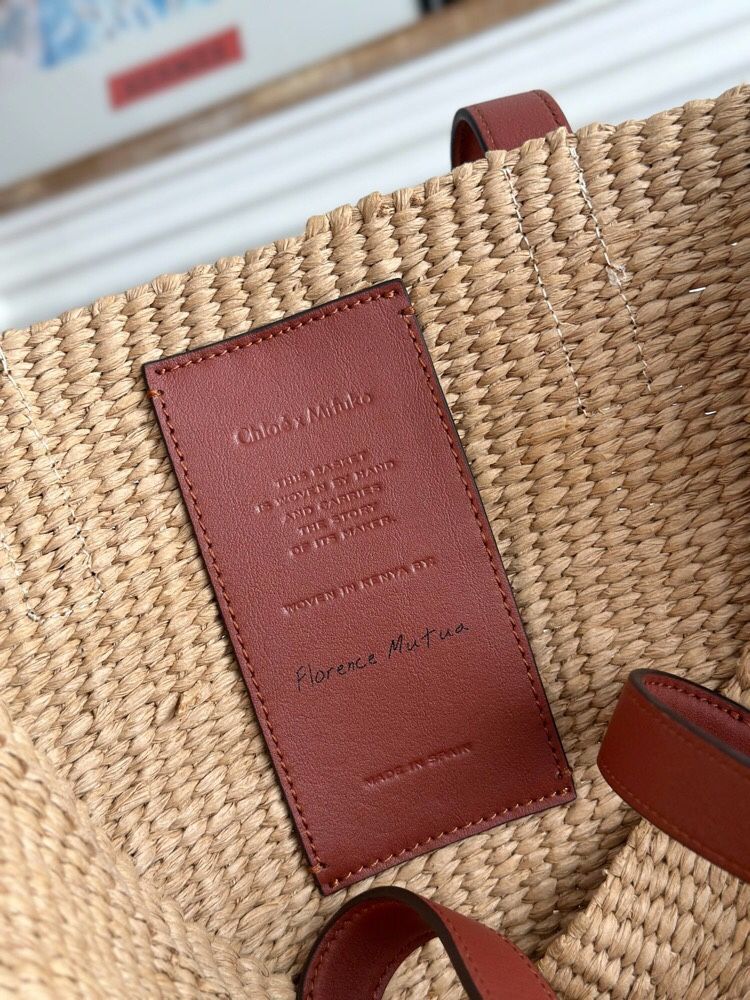 Chloé x Mifuko
THIS BASKET
IS WOVEN BY HAND
AND CARRIES
THE STORY
OF ITS MAKER.
WOVEN IN KENYA BY:
Florence Mutua
MADE IN SPAIN